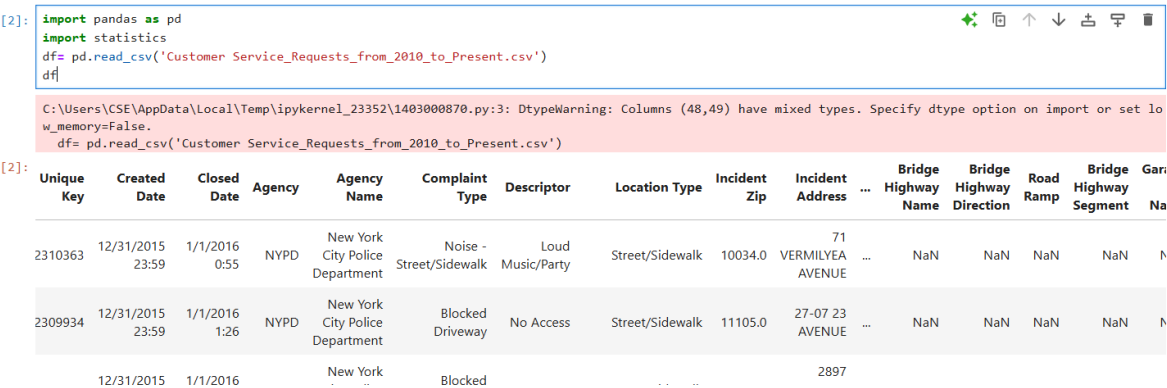 [2]: import pandas as pd
import statistics
df= pd.read_csv('Customer Service_Requests_from_2010_to_Present.csv')
df
C:\Users\CSE\AppData\Local\Temp\ipykernel_23352\1403000870.py:3: DtypeWarning: Columns (48,49) have mixed types. Specify dtype option on import or set lo
w_memory=False.
df= pd.read_csv('Customer Service_Requests_from_2010_to_Present.csv')
[2]: Unique Key Created Date Closed Date Agency Agency Name Complaint Type Descriptor Location Type Incident Zip Incident Address ... Bridge Highway Name Bridge Highway Direction Road Ramp Bridge Highway Segment
2310363 12/31/2015 23:59 1/1/2016 0:55 NYPD New York City Police Department Noise - Street/Sidewalk Loud Music/Party Street/Sidewalk 10034.0 71 VERMILYEA AVENUE ... NaN NaN NaN NaN
2309934 12/31/2015 23:59 1/1/2016 1:26 NYPD New York City Police Department Blocked Driveway No Access Street/Sidewalk 11105.0 27-07 23 AVENUE ... NaN NaN NaN NaN
12/31/2015 1/1/2016 New York Blocked 2897